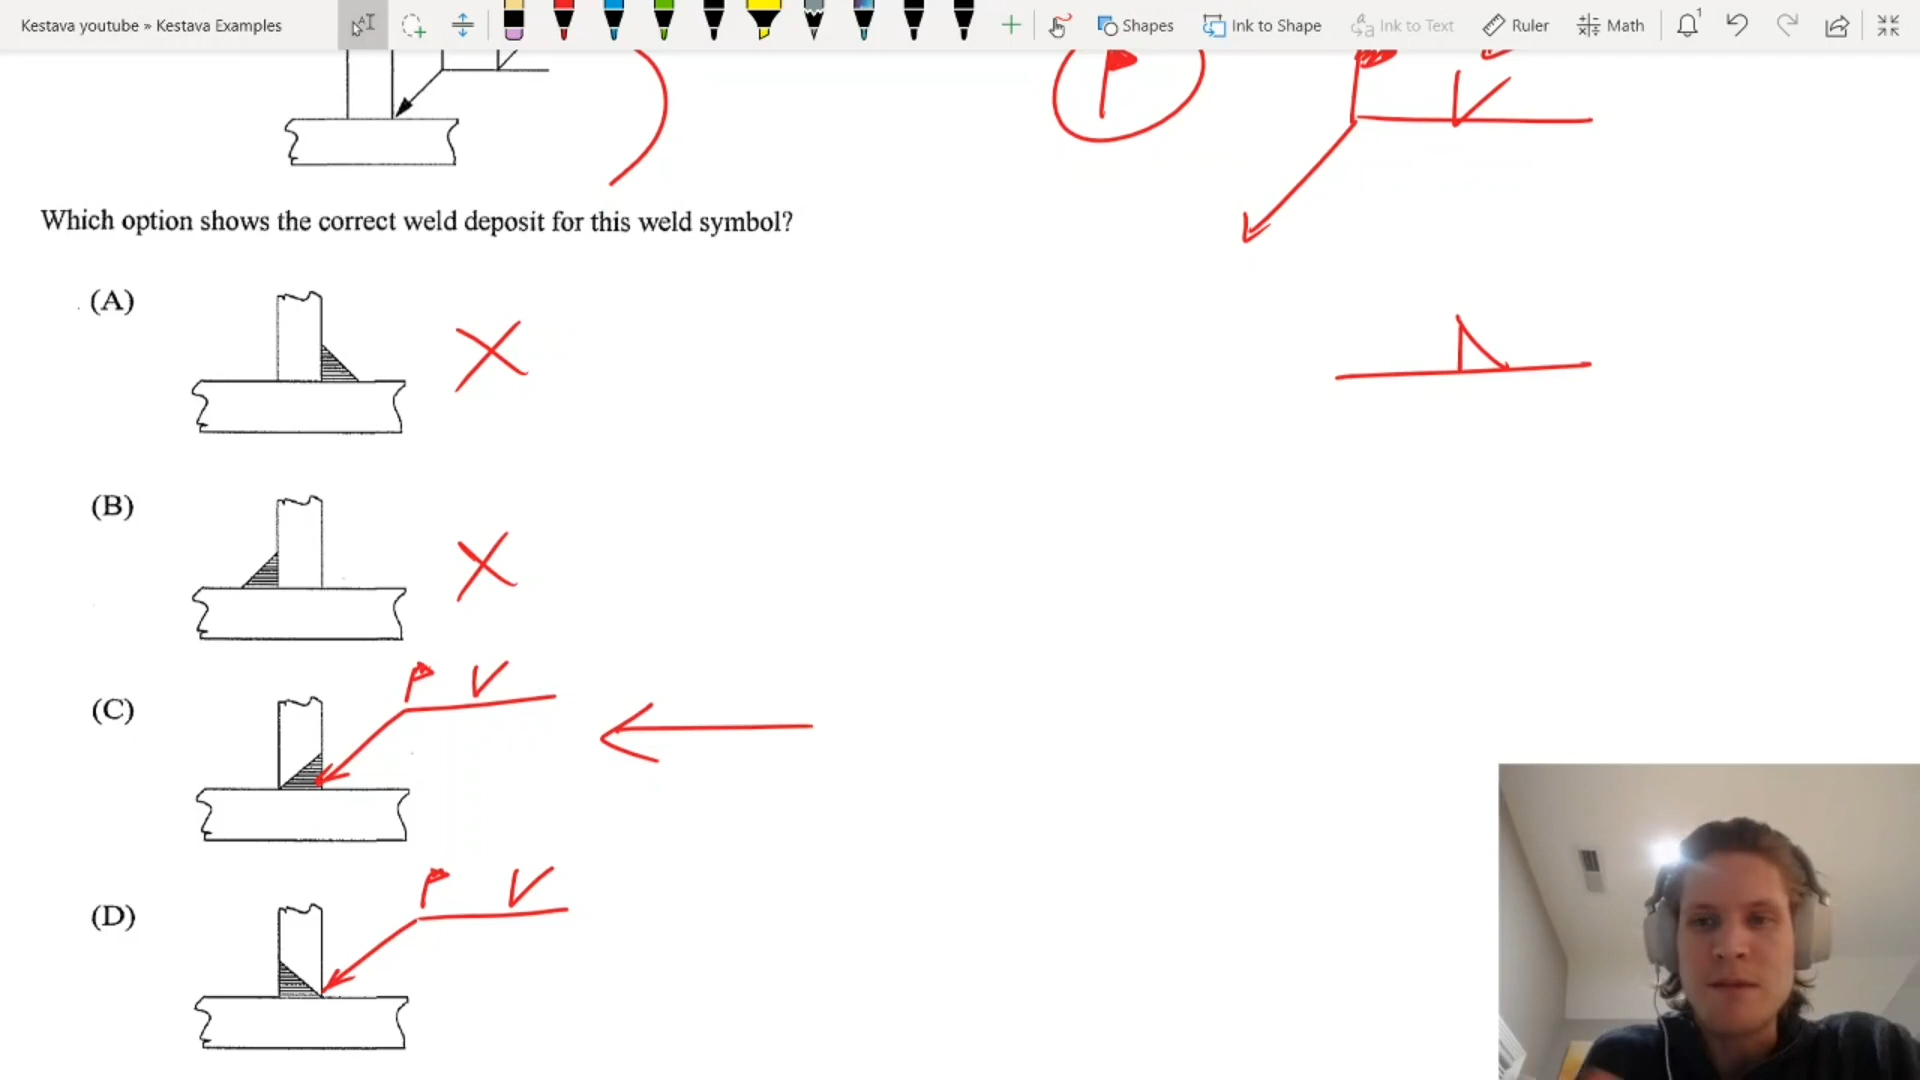 Kestava youtube » Kestava Examples
Shapes
Ink to Shape
Ink to Text
Ruler
Math
1
Which option shows the correct weld deposit for this weld symbol?
(A)
(B)
(C)
(D)